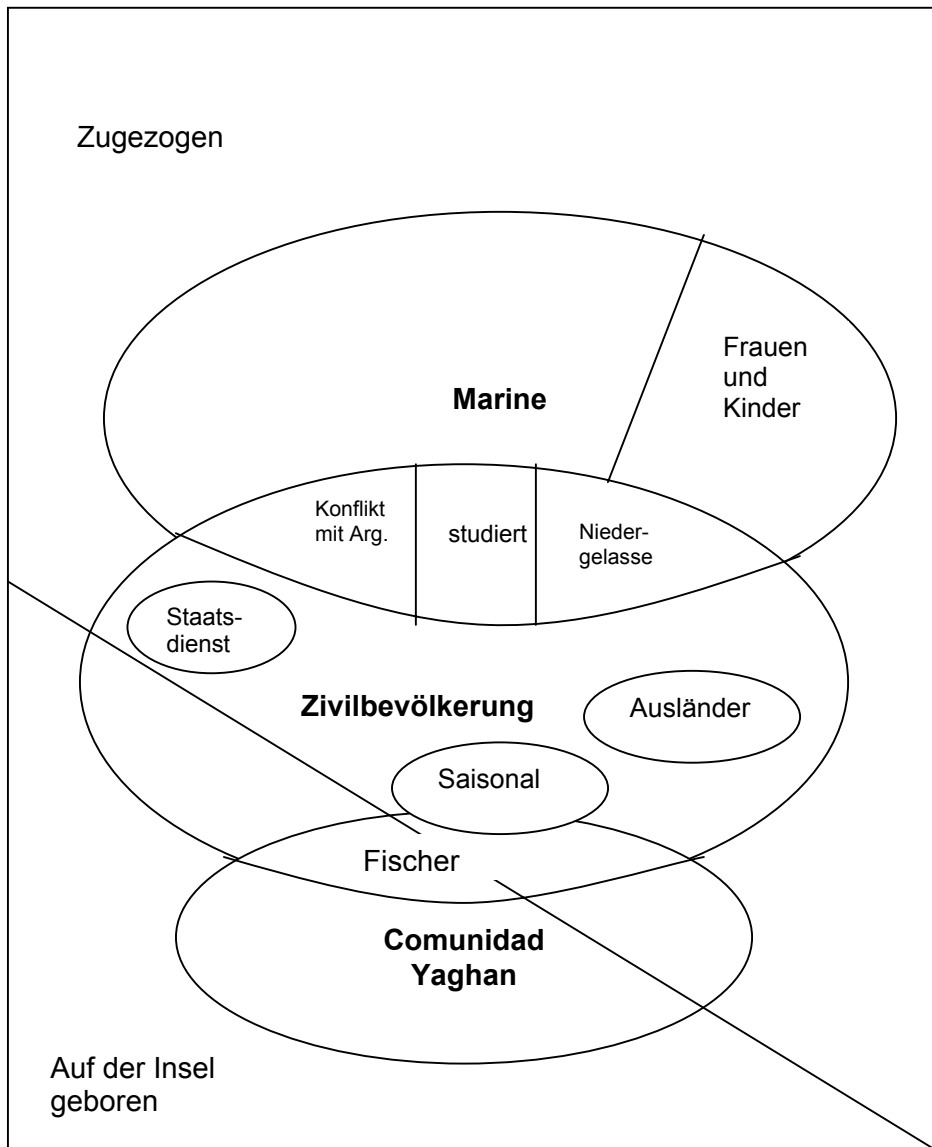 Zugezogen
Frauen
und
Kinder
Marine
Konflikt
mit Arg.
studiert
Nieder-
gelasse
Staats-
dienst
Zivilbevölkerung
Ausländer
Saisonal
Fischer
Comunidad
Yaghan
Auf der Insel
geboren